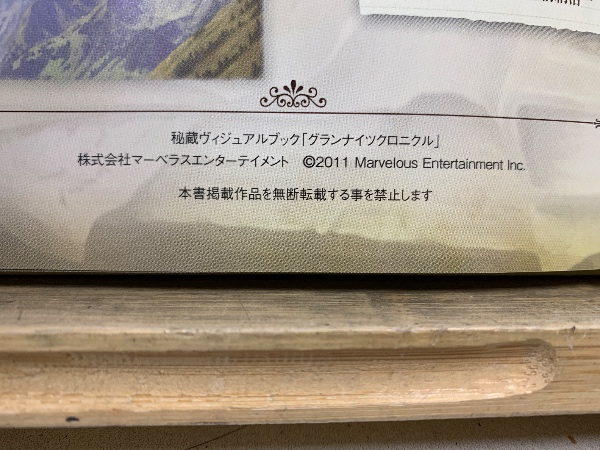 秘蔵ヴィジュアルブック「グランナイツクロニクル」
株式会社マーベラスエンターテイメント ©2011 Marvelous Entertainment Inc.
本書掲載作品を無断転載する事を禁止します